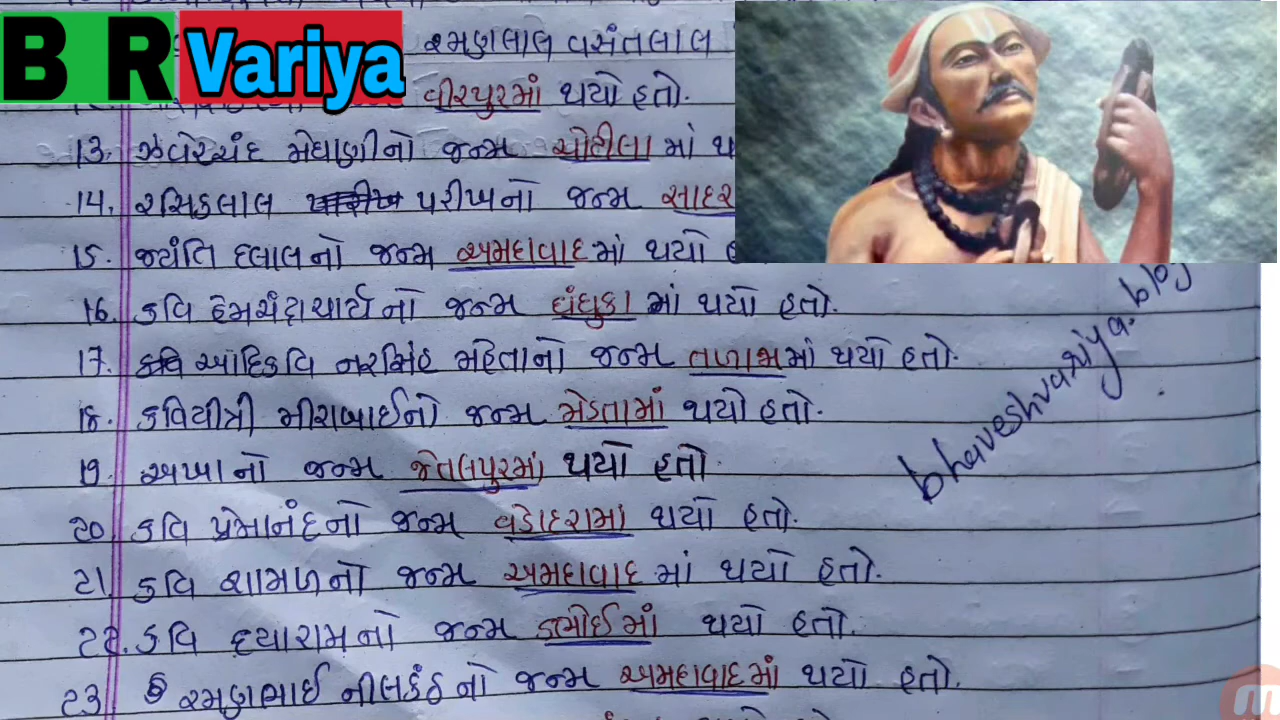 B R Variya
રમણલાલ વસંતલાલ
વીરપુરમાં થયો હતો.
13. ઝવેરચંદ મેઘાણીનો જન્મ ચોટીલા માં થ
14. રસિકલાલ પરીખનો જન્મ સાદર
15. જયંતિ દલાલનો જન્મ અમદાવાદમાં થયો હ
16. કવિ હેમચંદ્રાચાર્ય નો જન્મ ધંધુકા માં થયો હતો.
17. કવિ આદિકવિ નરસિંહ મહેતાનો જન્મ તળાજામાં થયો હતો.
18. કવિયીત્રી મીરાબાઈનો જન્મ મેડતામાં થયો હતો.
19. અખાનો જન્મ જેતલપુરમાં થયો હતો.
20. કવિ પ્રેમાનંદનો જન્મ વડોદરામાં થયો હતો.
21. કવિ શામળનો જન્મ અમદાવાદ માં થયો હતો.
22. કવિ દયારામનો જન્મ ડભોઈમાં થયો હતો.
23 રમણભાઈ નીલકંઠનો જન્મ અમદાવાદમાં થયો હતો.
bhaveshvariya.blog